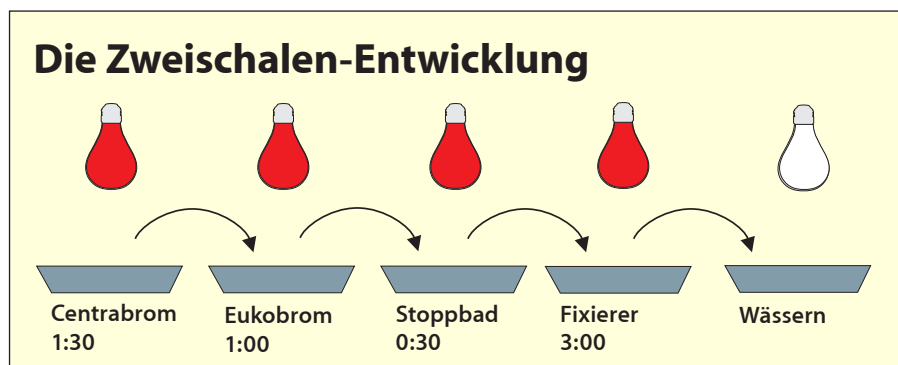 Die Zweischalen-Entwicklung
Centrabrom
1:30
Eukobrom
1:00
Stoppbad
0:30
Fixierer
3:00
Wässern